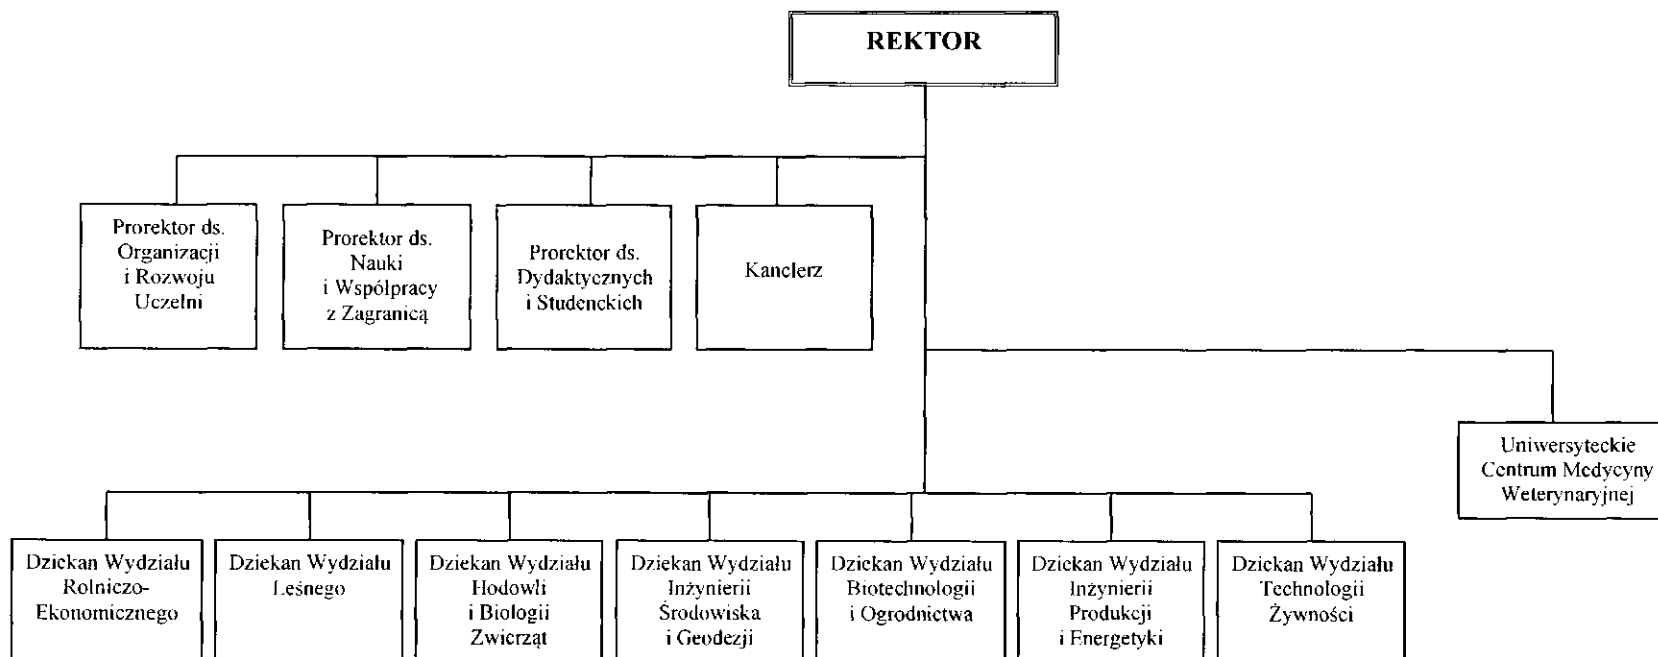 REKTOR
Prorektor ds.
Organizacji
i Rozwoju
Uczelni
Prorektor ds.
Nauki
i Współpracy
z Zagranicą
Prorektor ds.
Dydaktycznych
i Studenckich
Kanclerz
Uniwersyteckie
Centrum Medycyny
Weterynaryjnej
Dziekan Wydziału
Rolniczo-
Ekonomicznego
Dziekan Wydziału
Leśnego
Dziekan Wydziału
Hodowli
i Biologii
Zwierząt
Dziekan Wydziału
Inżynierii
Środowiska
i Geodezji
Dziekan Wydziału
Biotechnologii
i Ogrodnictwa
Dziekan Wydziału
Inżynierii
Produkcji
i Energetyki
Dziekan Wydziału
Technologii
Żywności